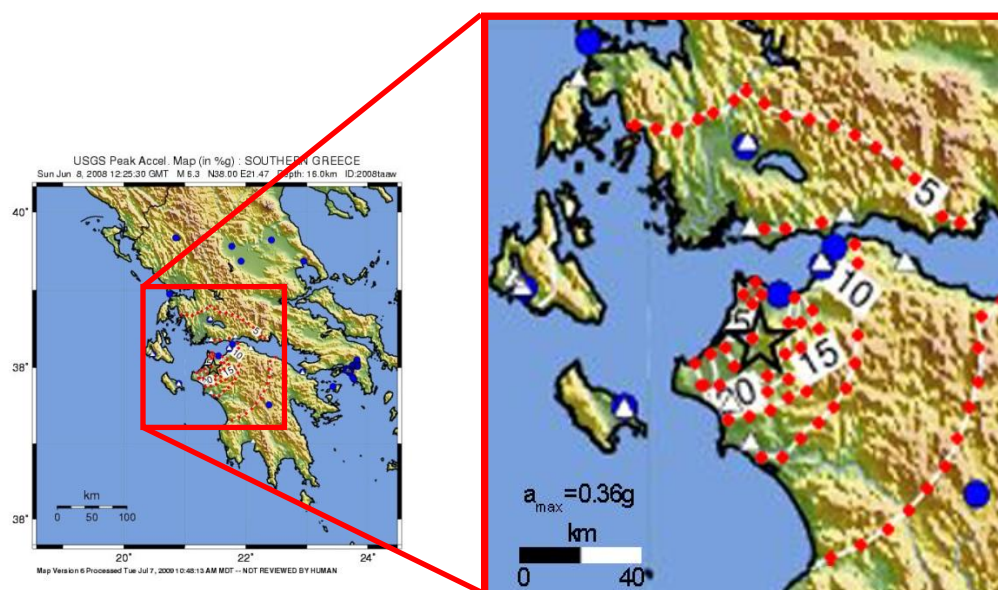 USGS Peak Accel. Map (in %g) : SOUTHERN GREECE
Sun Jun 8, 2008 12:25:30 GMT M 6.3 N38.00 E21.47 Depth: 16.0km ID:2008taaw
40˚
38˚
38˚
20˚
22˚
24˚
km
0 50 100
5
10
15
Map Version 6 Processed Tue Jul 7, 2009 10:48:13 AM MDT -- NOT REVIEWED BY HUMAN
5
10
5
15
20
a max =0.36g
km
0 40